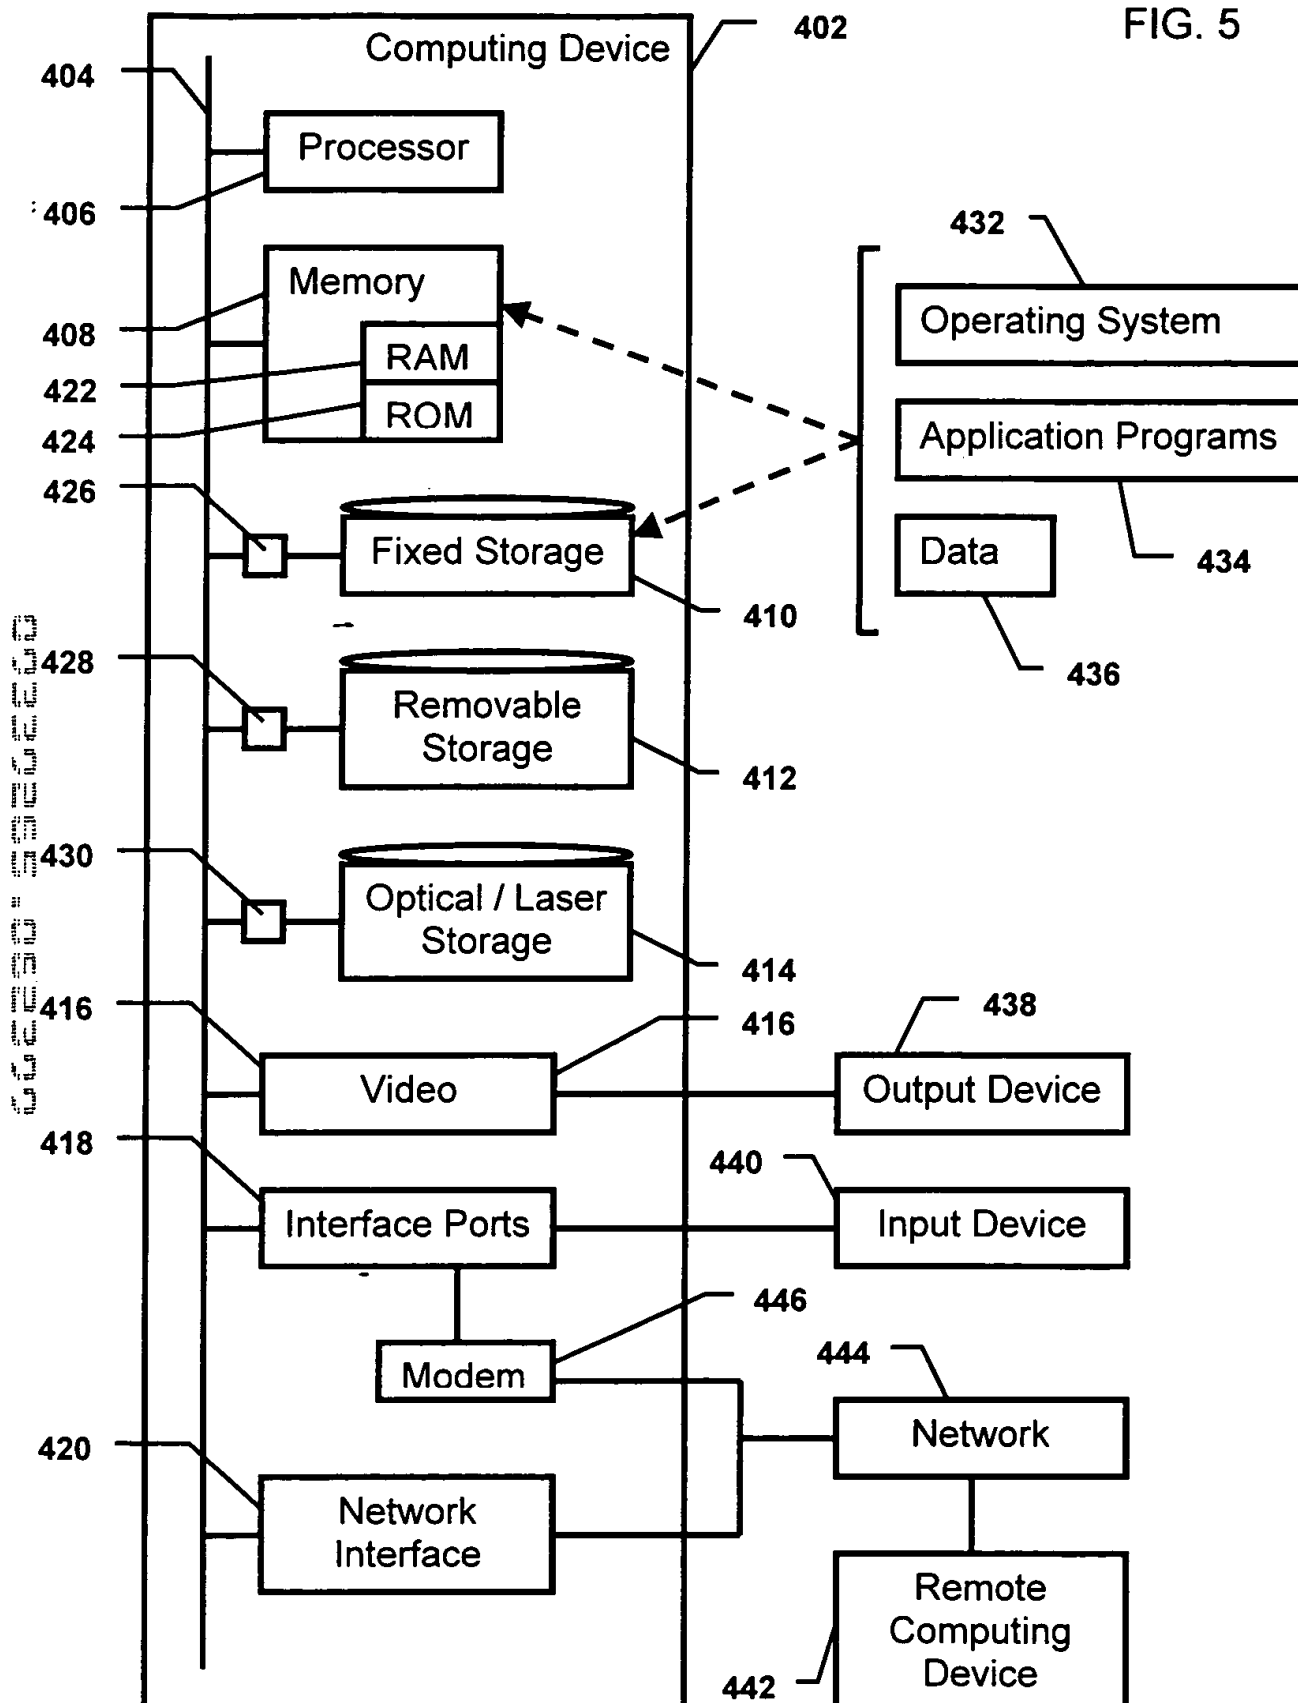 FIG. 5
402
Computing Device
404
Processor
406
Memory
408
RAM
422
ROM
424
432
Operating System
Application Programs
434
Data
436
426
Fixed Storage
410
428
Removable
Storage
412
430
Optical / Laser
Storage
414
416
416
Video
438
Output Device
418
440
Interface Ports
Input Device
446
Modem
444
Network
420
Network
Interface
Remote
Computing
Device
442